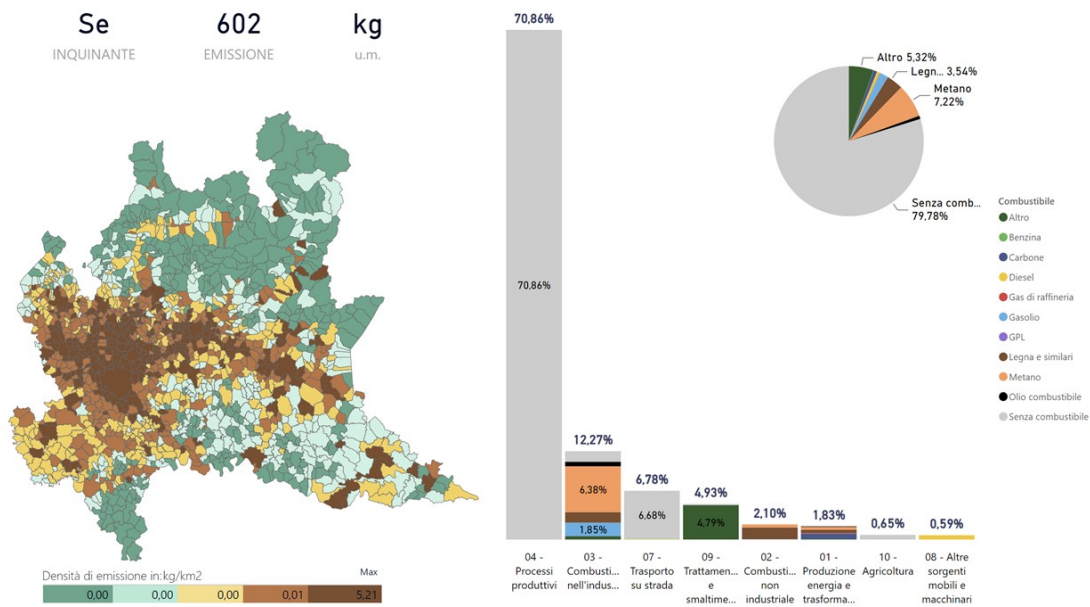 Se
602
kg
INQUINANTE
EMISSIONE
u.m.
Densità di emissione in:kg/km2
Max
0,00
0,00
0,00
0,01
5,21
70,86%
70,86%
12,27%
6,38%
1,85%
6,78%
6,68%
4,93%
4,79%
2,10%
1,83%
0,65%
0,59%
04 -
Processi
produttivi
03 -
Combusti...
nell'indus...
07 -
Trasporto
su strada
09 -
Trattamen...
e
smaltime...
02 -
Combusti...
non
industriale
01 -
Produzione
energia e
trasforma...
10 -
Agricoltura
08 - Altre
sorgenti
mobili e
macchinari
Altro 5,32%
Legn... 3,54%
Metano
7,22%
Senza comb...
79,78%
Combustibile
Altro
Benzina
Carbone
Diesel
Gas di raffineria
Gasolio
GPL
Legna e similari
Metano
Olio combustibile
Senza combustibile